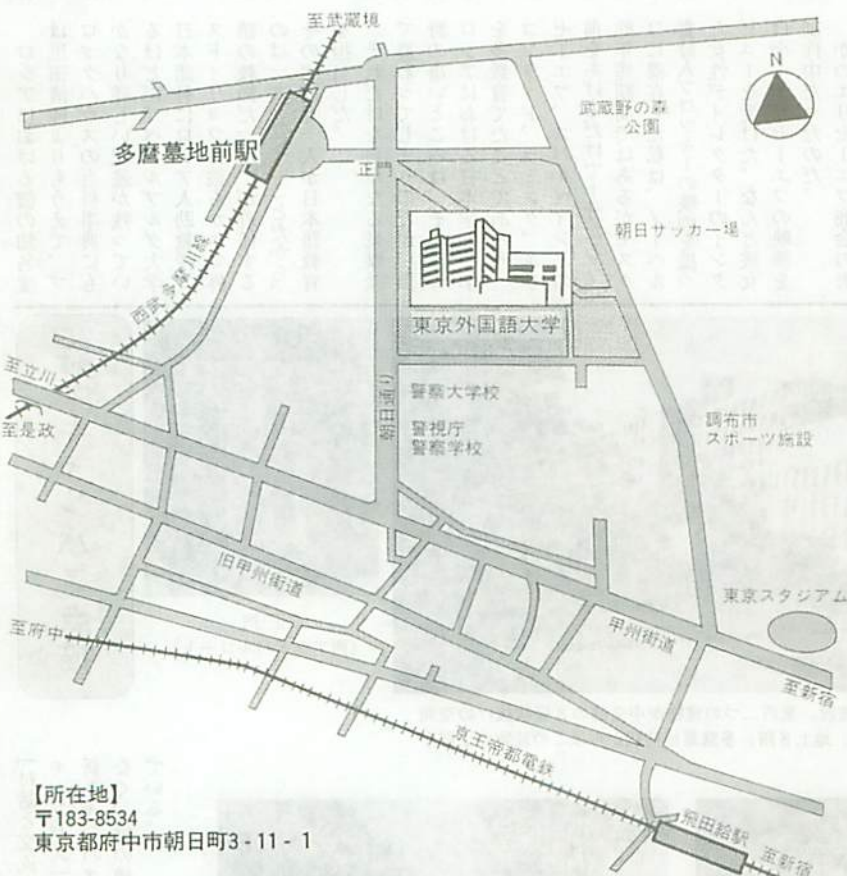 至武蔵境
N
武蔵野の森
公園
多麿墓地前駅
正門
朝日サッカー場
西武多摩川線
東京外国語大学
至立川
至是政
朝日通り
警察大学校
警視庁
警察学校
調布市
スポーツ施設
旧甲州街道
東京スタジアム
甲州街道
至府中
至新宿
京王帝都電鉄
飛田給駅
至新宿
【所在地】
〒183-8534
東京都府中市朝日町3-11-1